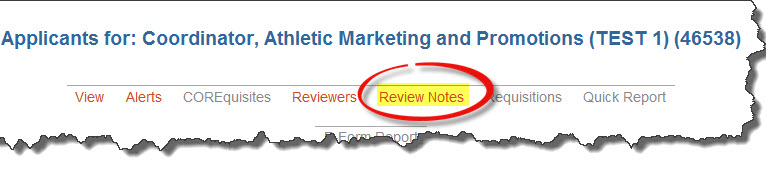 Applicants for: Coordinator, Athletic Marketing and Promotions (TEST 1) (46538)
View Alerts COREquisites Reviewers Review Notes equisitions Quick Report
Form Report